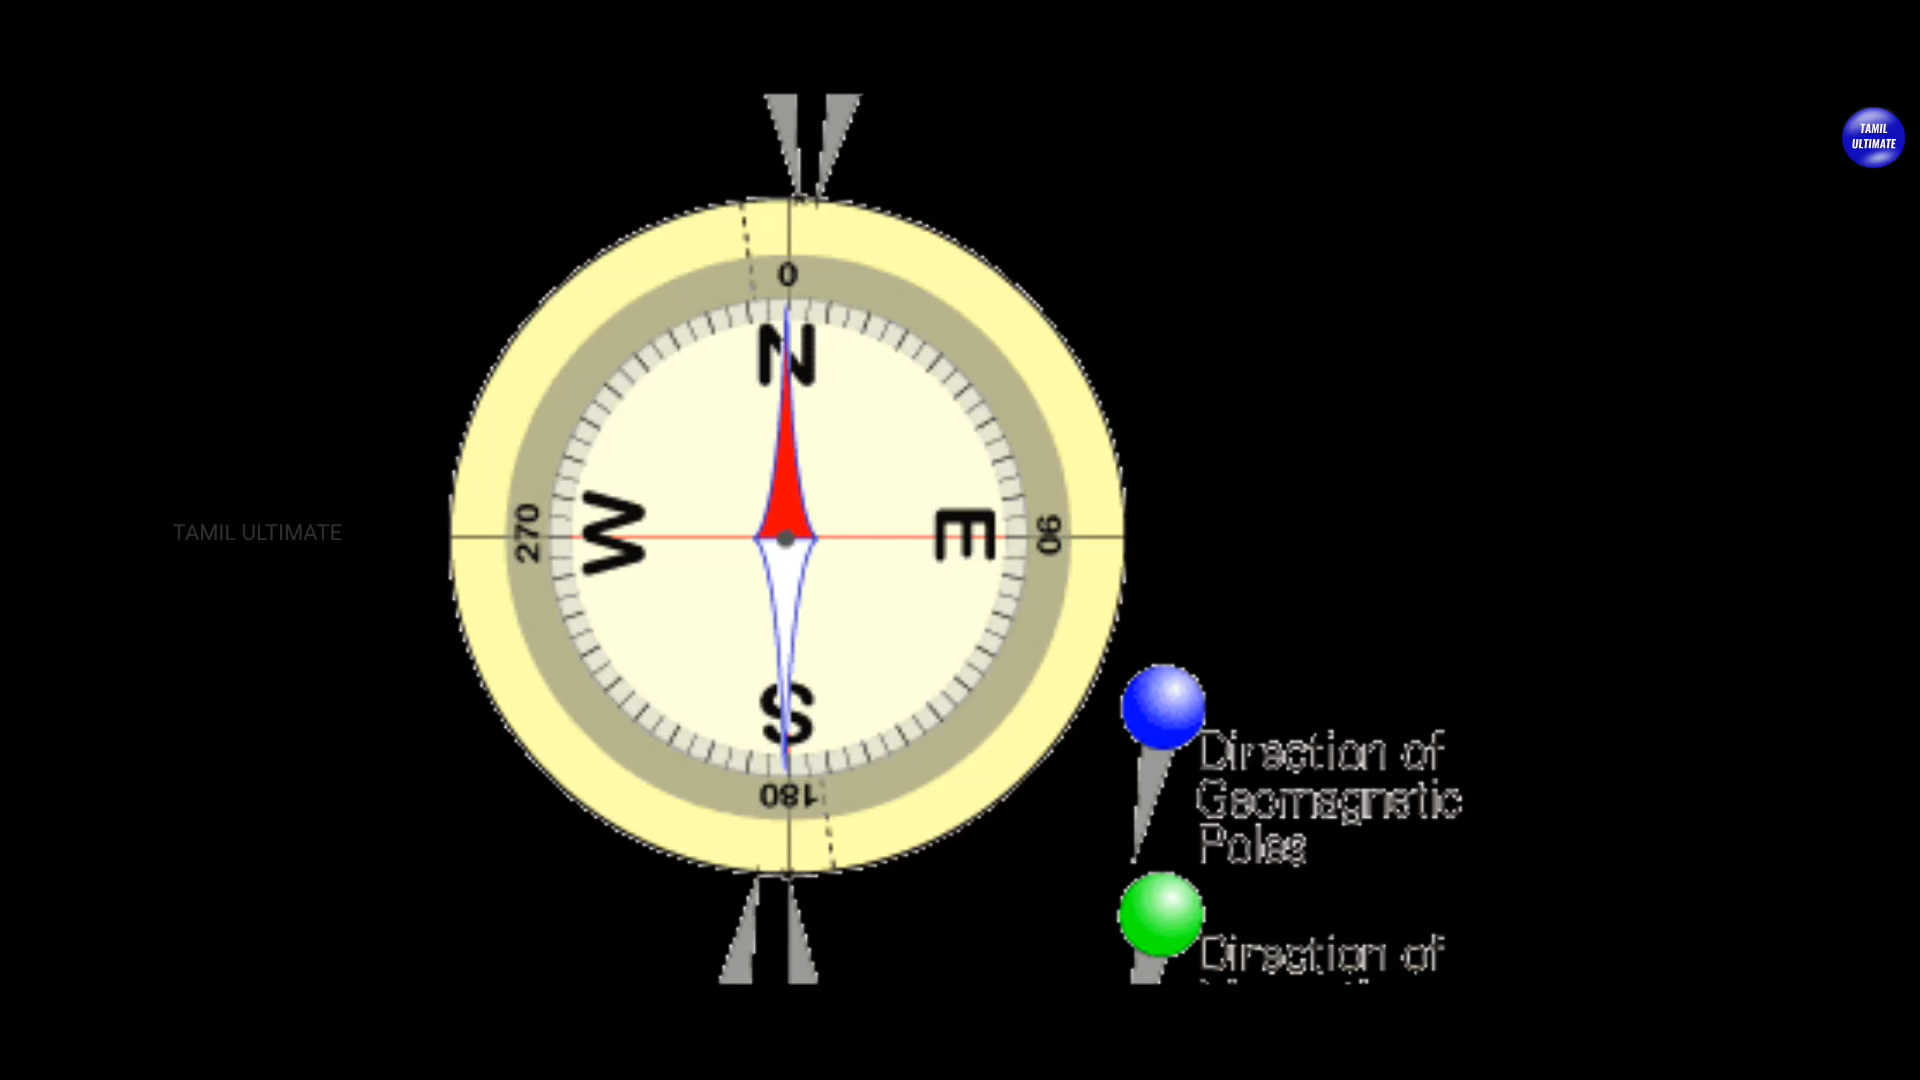 TAMIL
ULTIMATE
0
N
270
W
E
90
TAMIL ULTIMATE
S
180
Direction of
Geomagnetic
Poles
Direction of